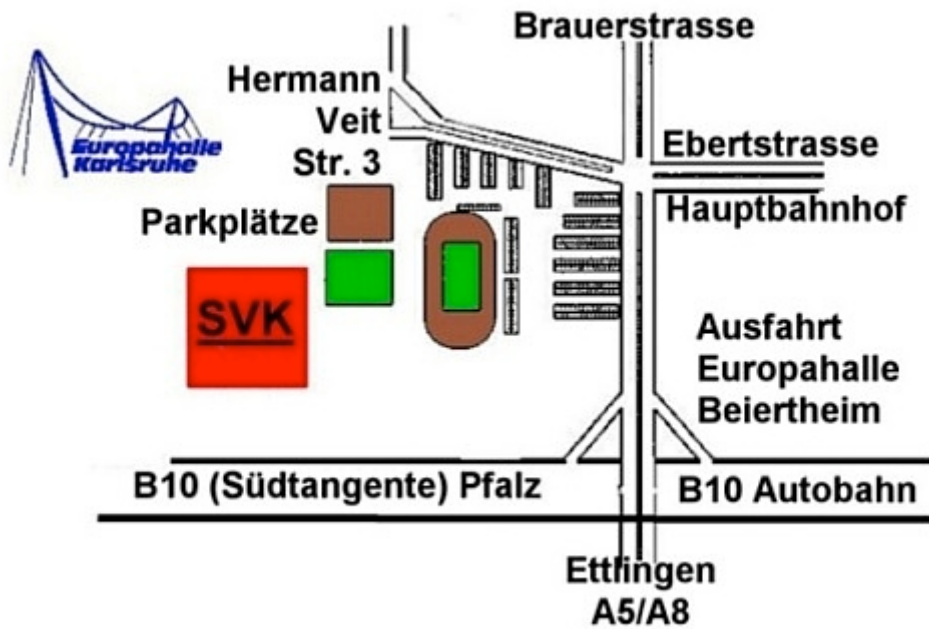 Brauerstrasse
Hermann
Veit
Str. 3
Europahalle
Karlsruhe
Ebertstrasse
Hauptbahnhof
Parkplätze
SVK
Ausfahrt
Europahalle
Beiertheim
B10 (Südtangente) Pfalz
B10 Autobahn
Ettlingen
A5/A8